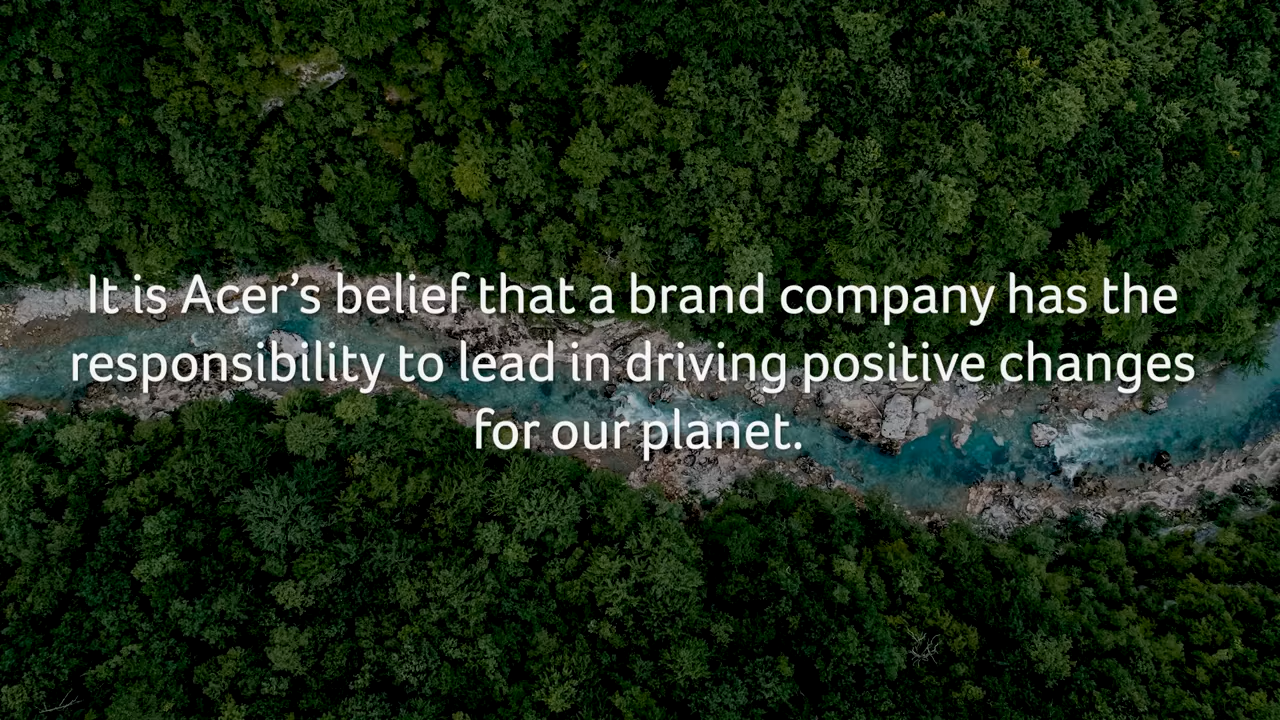 It is Acer’s belief that a brand company has the
responsibility to lead in driving positive changes
for our planet.